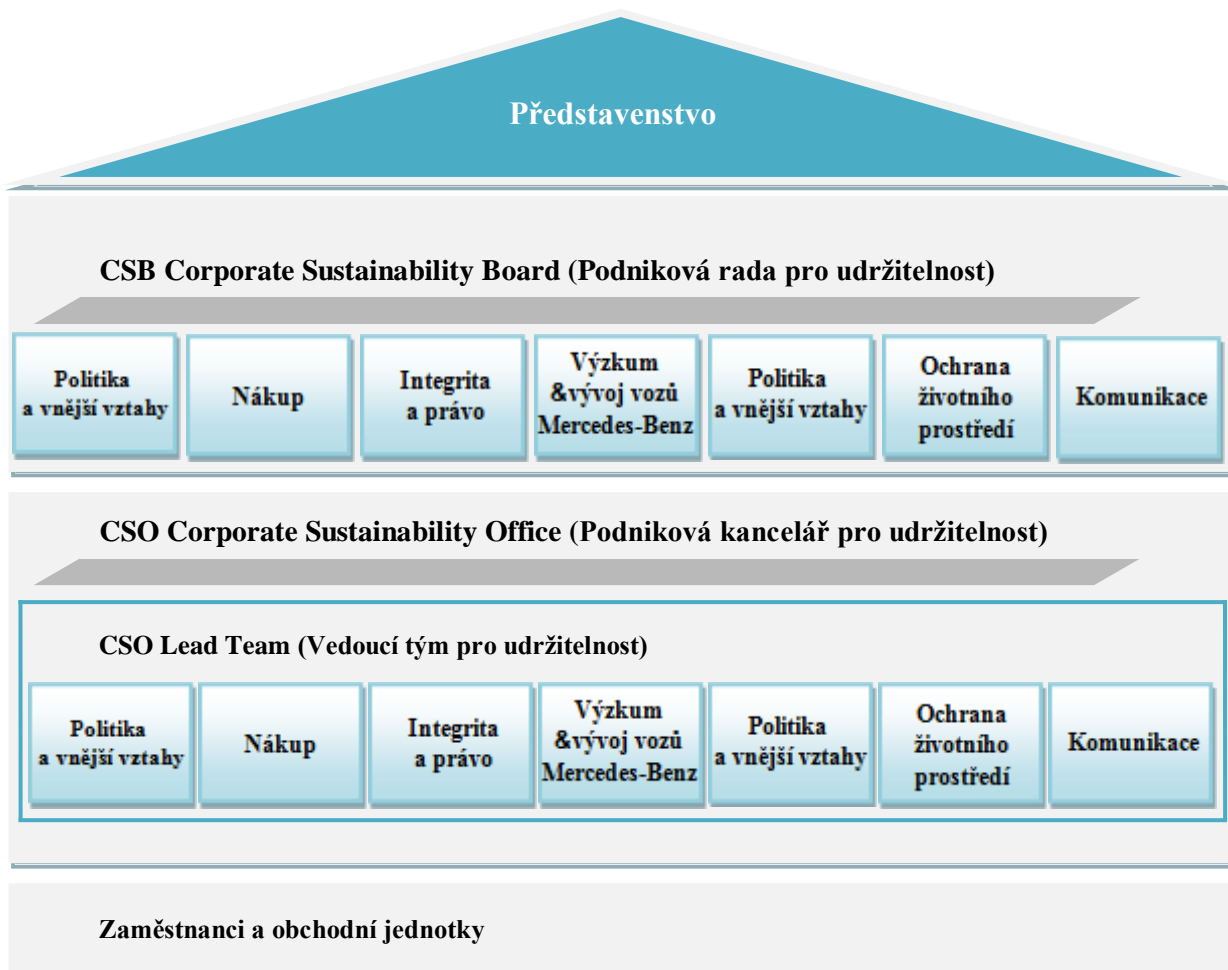 Představenstvo
CSB Corporate Sustainability Board (Podniková rada pro udržitelnost)
Politika
a vnější vztahy
Nákup
Integrita
a právo
Výzkum
&vývoj vozů
Mercedes-Benz
Politika
a vnější vztahy
Ochrana
životního
prostředí
Komunikace
CSO Corporate Sustainability Office (Podniková kancelář pro udržitelnost)
CSO Lead Team (Vedoucí tým pro udržitelnost)
Politika
a vnější vztahy
Nákup
Integrita
a právo
Výzkum
&vývoj vozů
Mercedes-Benz
Politika
a vnější vztahy
Ochrana
životního
prostředí
Komunikace
Zaměstnanci a obchodní jednotky